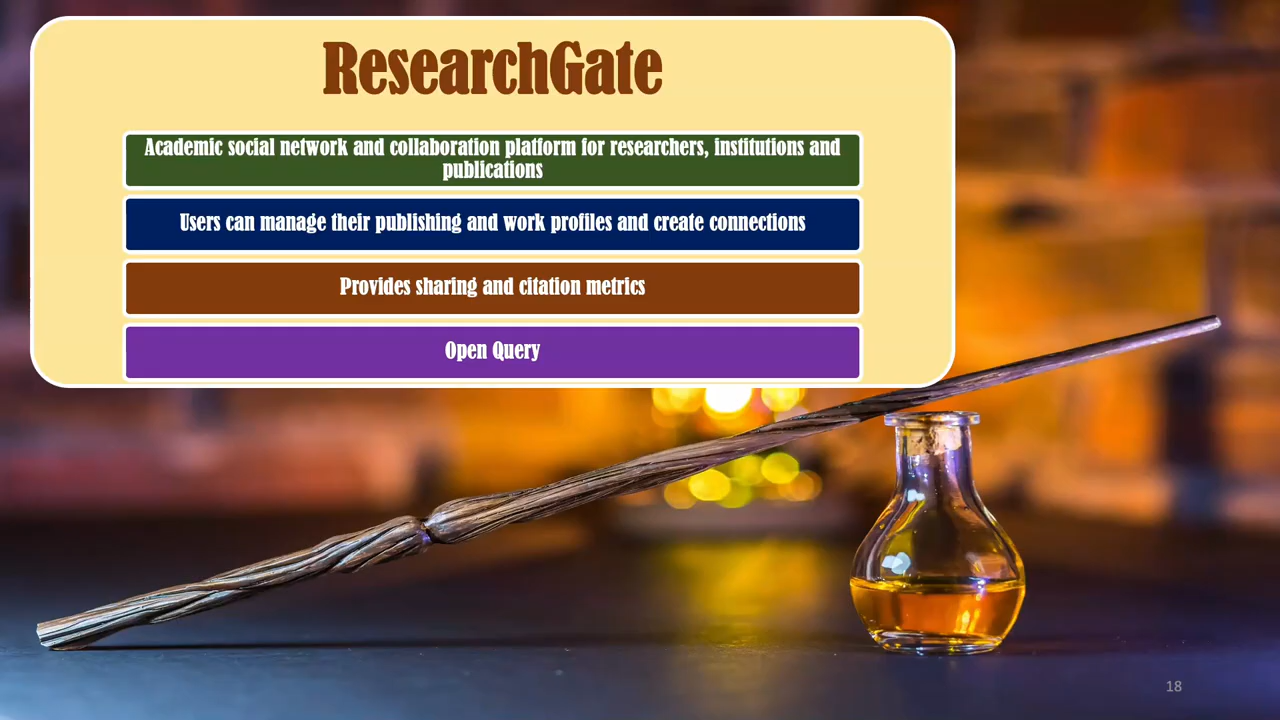 ResearchGate
Academic social network and collaboration platform for researchers, institutions and
publications
Users can manage their publishing and work profiles and create connections
Provides sharing and citation metrics
Open Query
18